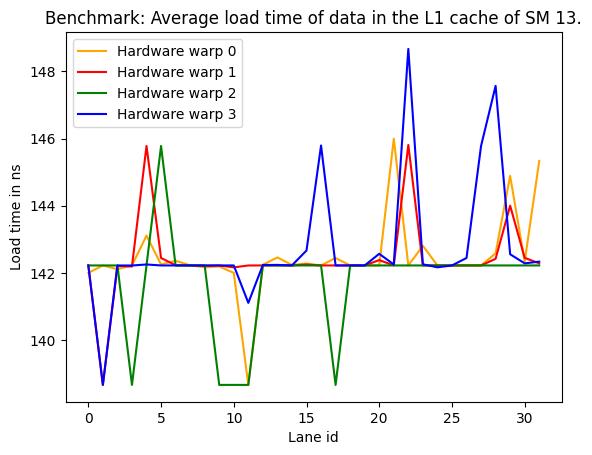 Benchmark: Average load time of data in the L1 cache of SM 13.
Hardware warp 0
Hardware warp 1
Hardware warp 2
Hardware warp 3
Load time in ns
148
146
144
142
140
0 5 10 15 20 25 30
Lane id